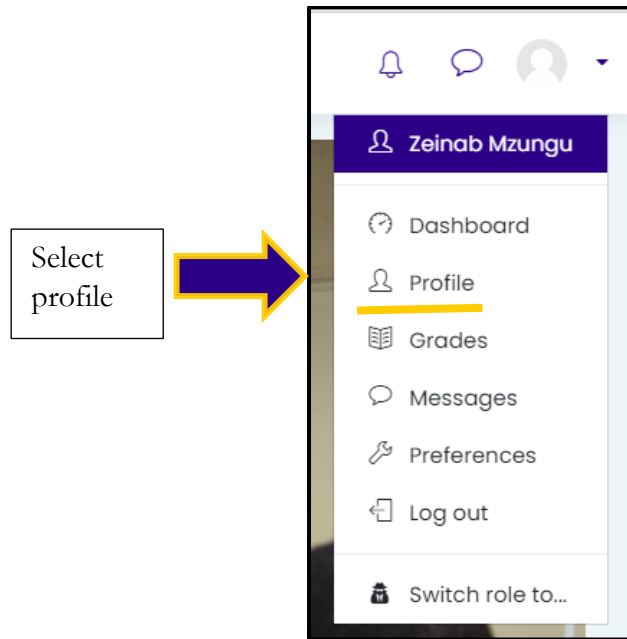 Zeinab Mzungu
Dashboard
Select
profile
Profile
Grades
Messages
Preferences
Log out
Switch role to...